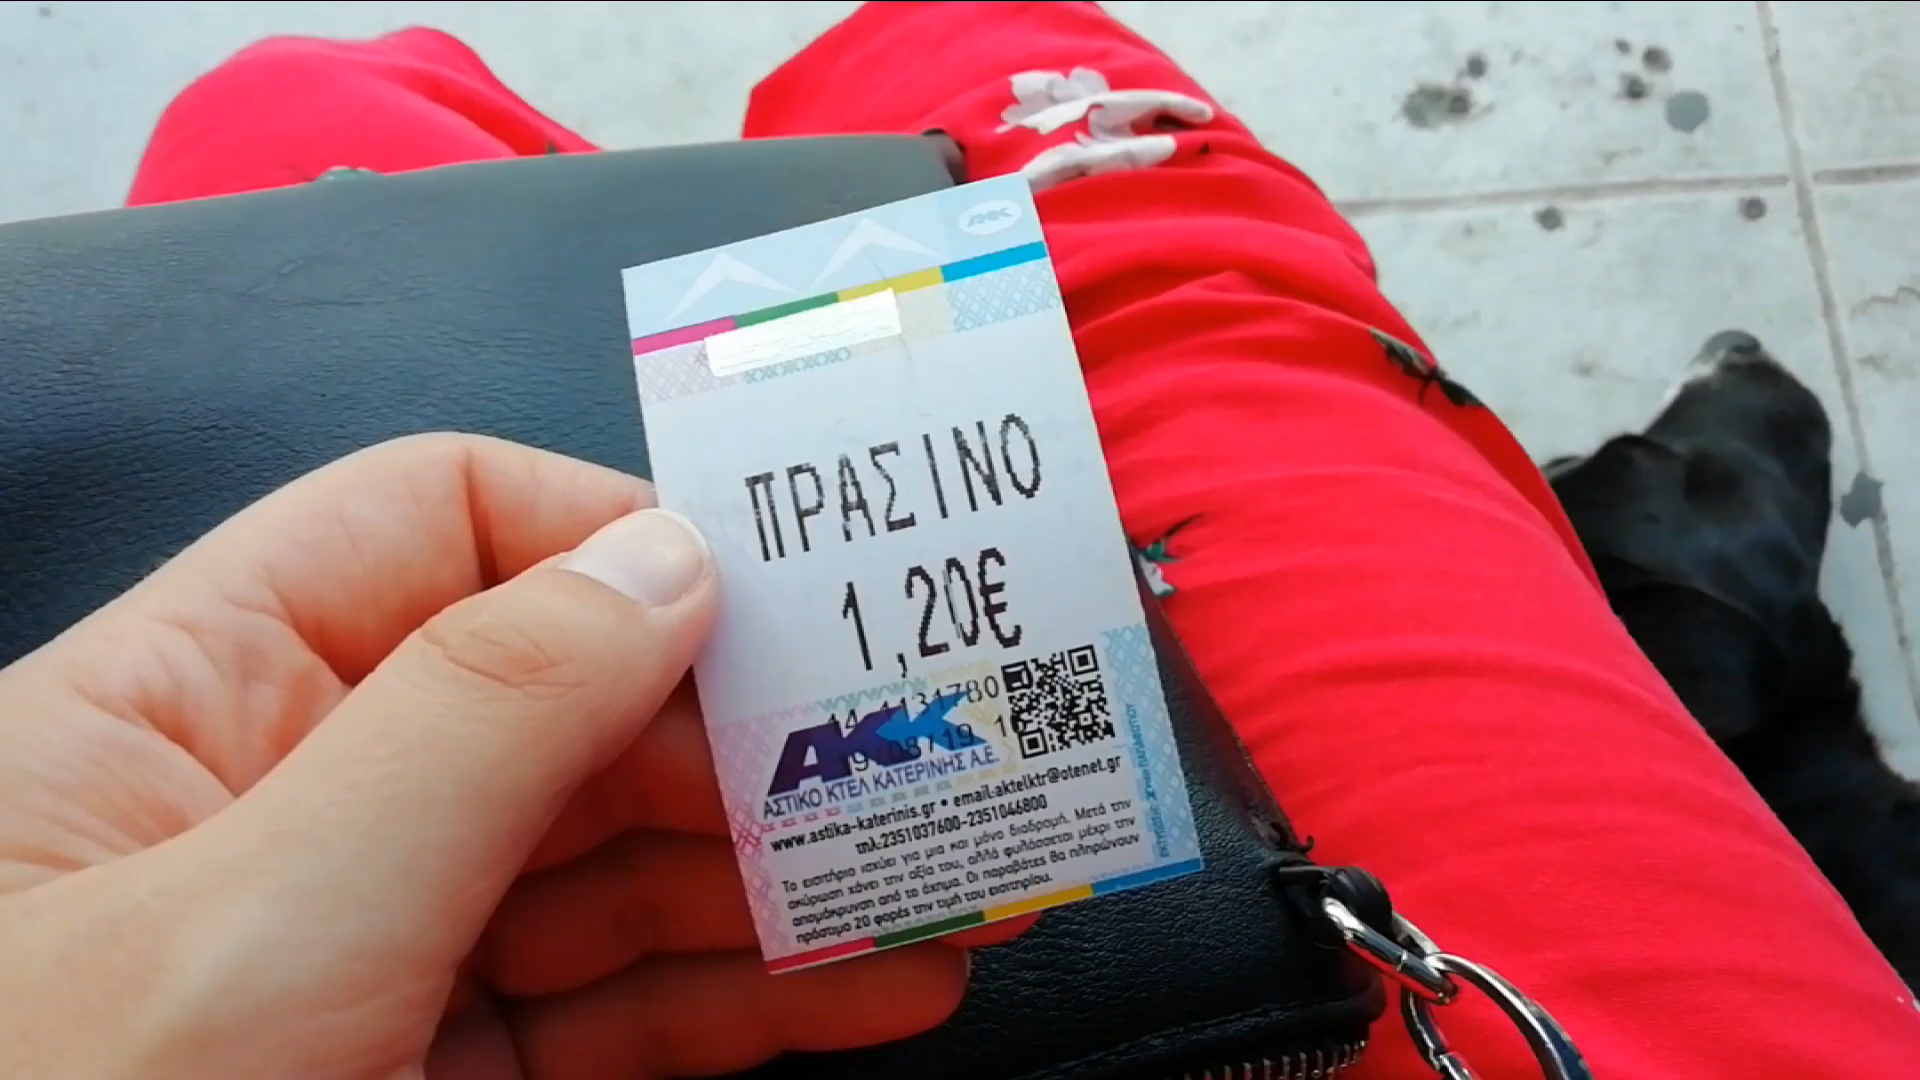 ΠΡΑΣΙΝΟ
1,20€
ΑΚΚ
ΑΣΤΙΚΟ ΚΤΕΛ ΚΑΤΕΡΙΝΗΣ Α.Ε.
www.astika-katerinis.gr • email:aktelktr@otenet.gr
τηλ:2351037600-2351046800
Το εισιτήριο ισχύει για μια και μόνο διαδρομή. Μετά την
ακύρωση χάνει την αξία του, αλλά φυλάσσεται μέχρι την
απομάκρυνση από το όχημα. Οι παραβάτες θα πληρώνουν
πρόστιμο 20 φορές την τιμή του εισιτηρίου.